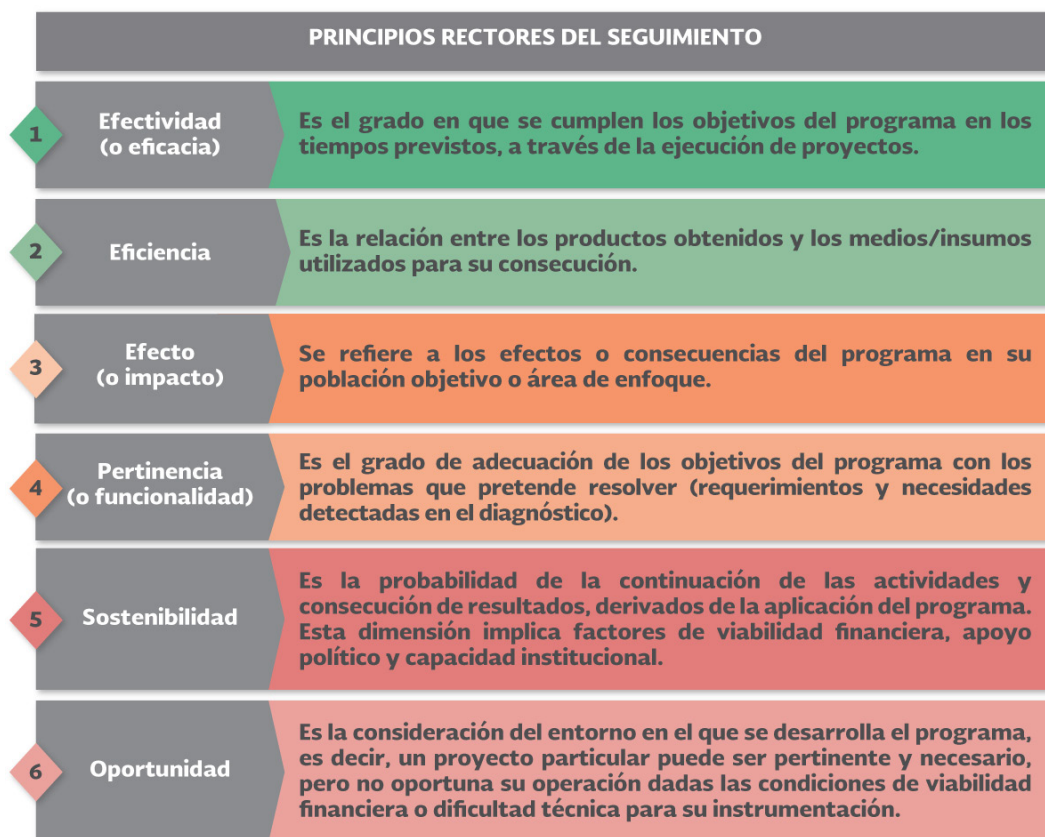 PRINCIPIOS RECTORES DEL SEGUIMIENTO
1
Efectividad
(o eficacia)
Es el grado en que se cumplen los objetivos del programa en los
tiempos previstos, a través de la ejecución de proyectos.
2
Eficiencia
Es la relación entre los productos obtenidos y los medios/insumos
utilizados para su consecución.
3
Efecto
(o impacto)
Se refiere a los efectos o consecuencias del programa en su
población objetivo o área de enfoque.
4
Pertinencia
(o funcionalidad)
Es el grado de adecuación de los objetivos del programa con los
problemas que pretende resolver (requerimientos y necesidades
detectadas en el diagnóstico).
5
Sostenibilidad
Es la probabilidad de la continuación de las actividades y
consecución de resultados, derivados de la aplicación del programa.
Esta dimensión implica factores de viabilidad financiera, apoyo
político y capacidad institucional.
6
Oportunidad
Es la consideración del entorno en el que se desarrolla el programa,
es decir, un proyecto particular puede ser pertinente y necesario,
pero no oportuna su operación dadas las condiciones de viabilidad
financiera o dificultad técnica para su instrumentación.